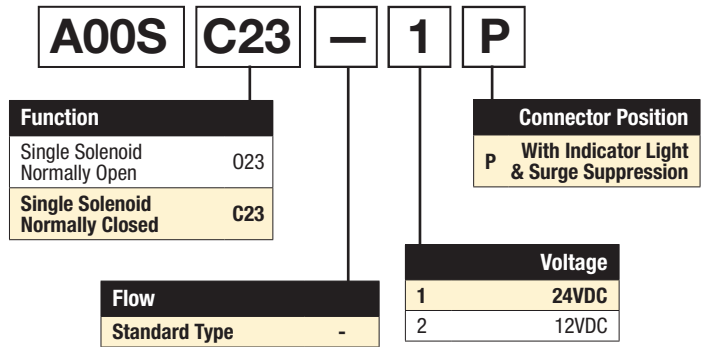 A00S C23 – 1 P
Function
Single Solenoid
Normally Open O23
Single Solenoid
Normally Closed C23
Connector Position
P With Indicator Light
& Surge Suppression
Flow
Standard Type -
Voltage
1 24VDC
2 12VDC